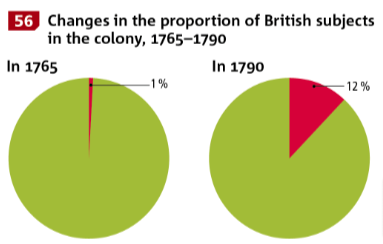 56 Changes in the proportion of British subjects
in the colony, 1765–1790
In 1765
In 1790
1%
12%